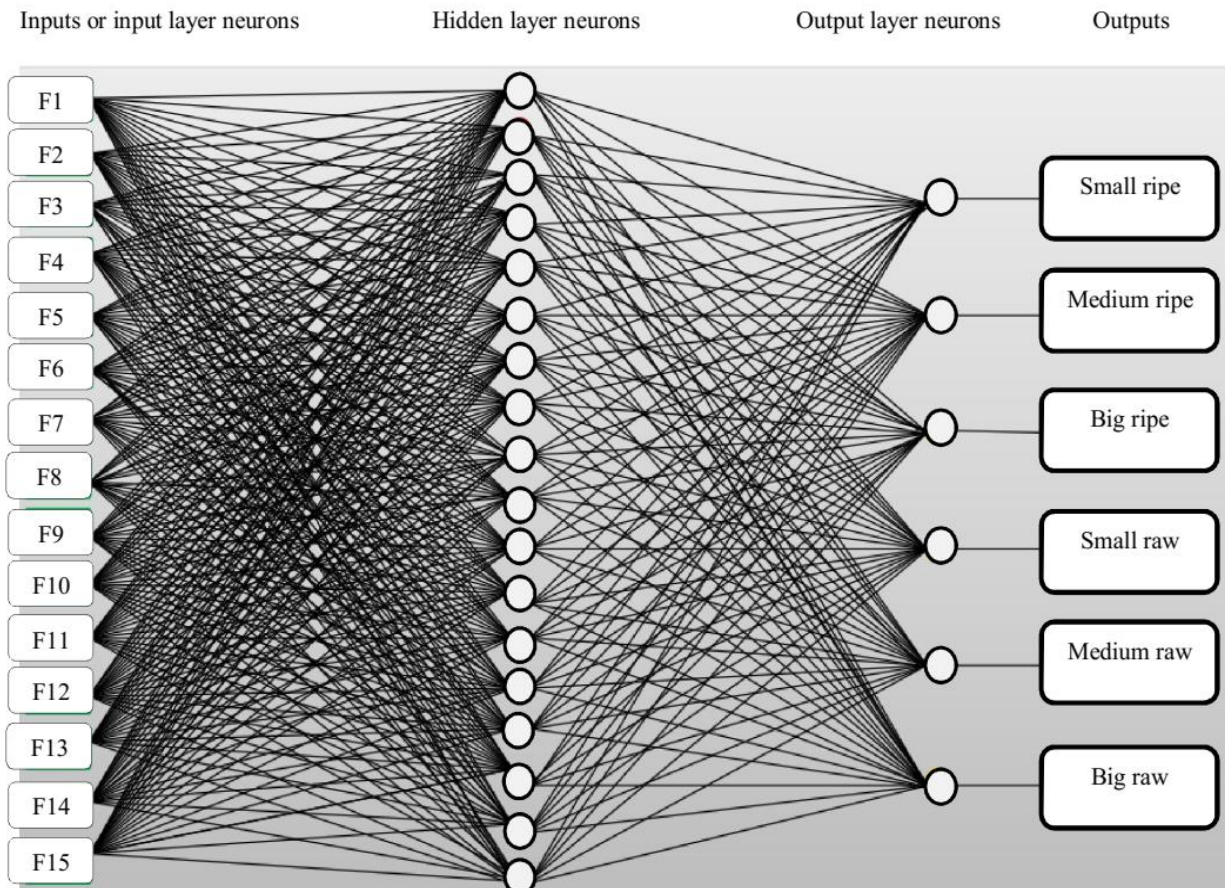 Inputs or input layer neurons
Hidden layer neurons
Output layer neurons
Outputs
F1
F2
F3
F4
F5
F6
F7
F8
F9
F10
F11
F12
F13
F14
F15
Small ripe
Medium ripe
Big ripe
Small raw
Medium raw
Big raw